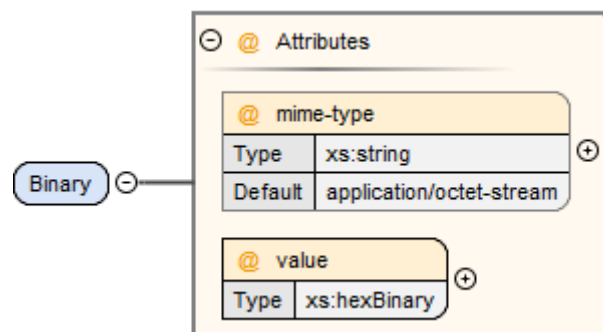 @ Attributes
@ mime-type
Type xs:string
Default application/octet-stream
Binary
@ value
Type xs:hexBinary